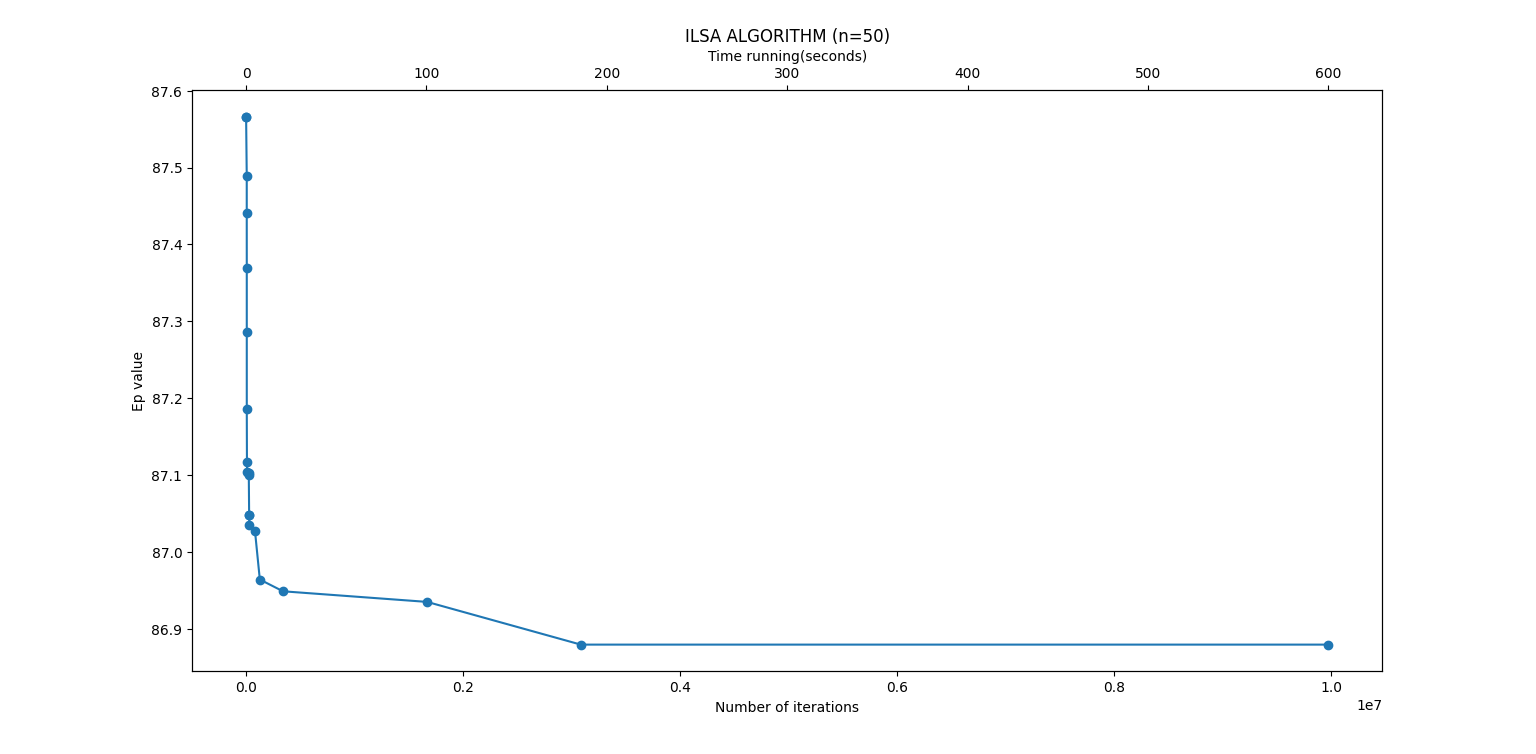 ILSA ALGORITHM (n=50)
Time running(seconds)
0 100 200 300 400 500 600
87.6
87.5
87.4
87.3
87.2
87.1
87.0
86.9
Ep value
0.0 0.2 0.4 0.6 0.8 1.0
1e7
Number of iterations